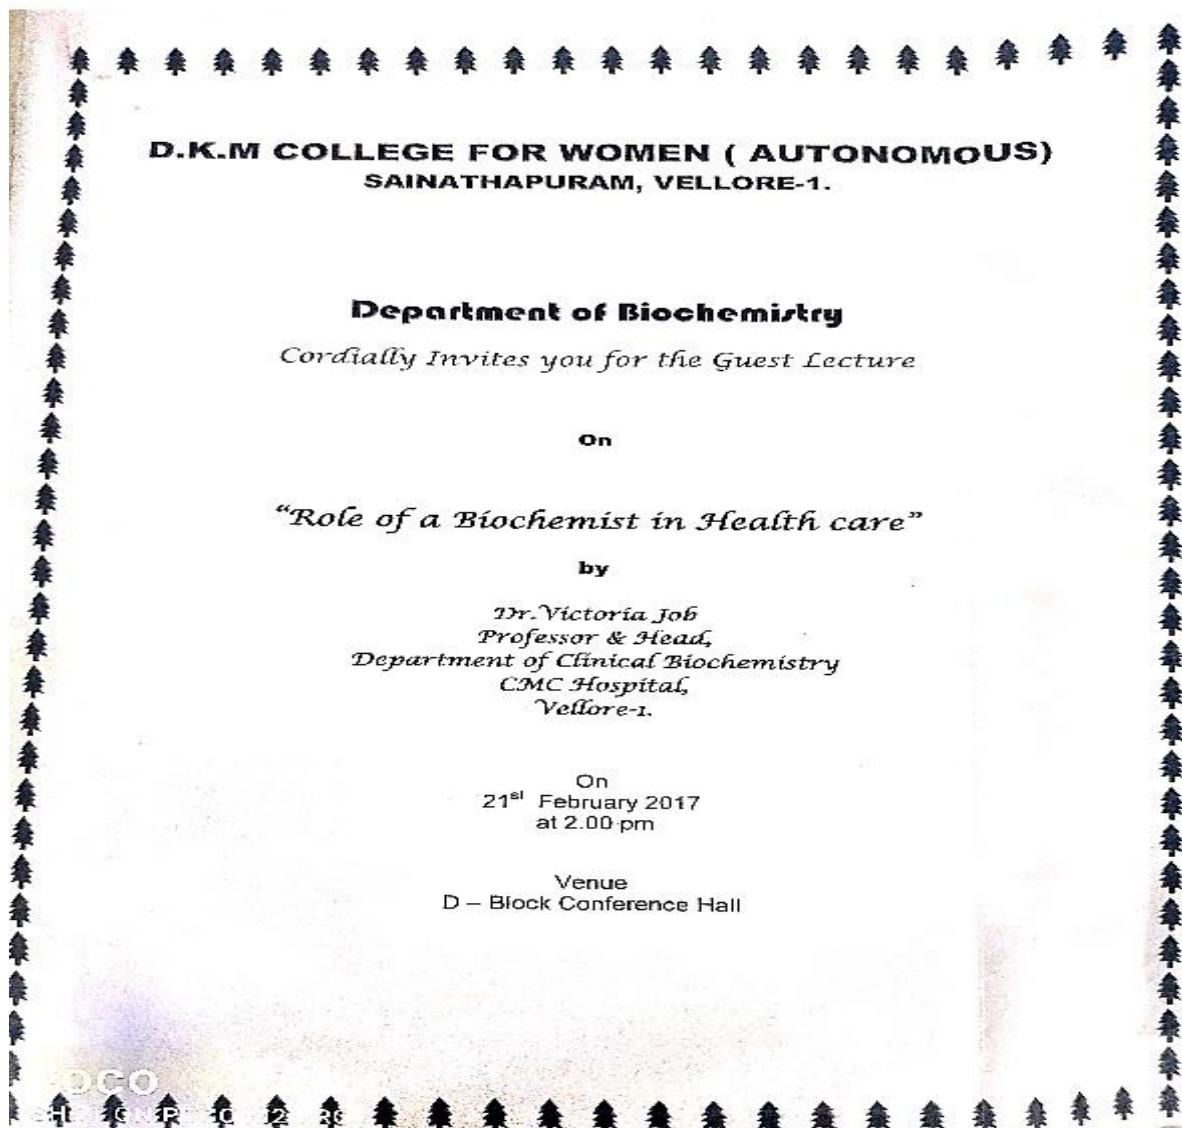 D.K.M COLLEGE FOR WOMEN ( AUTONOMOUS)
SAINATHAPURAM, VELLORE-1.
Department of Biochemistry
Cordially Invites you for the Guest Lecture
On
“Role of a Biochemist in Health care”
by
Dr.Victoria Job
Professor & Head,
Department of Clinical Biochemistry
CMC Hospital,
Vellore-1.
On
21st February 2017
at 2.00 pm
Venue
D – Block Conference Hall